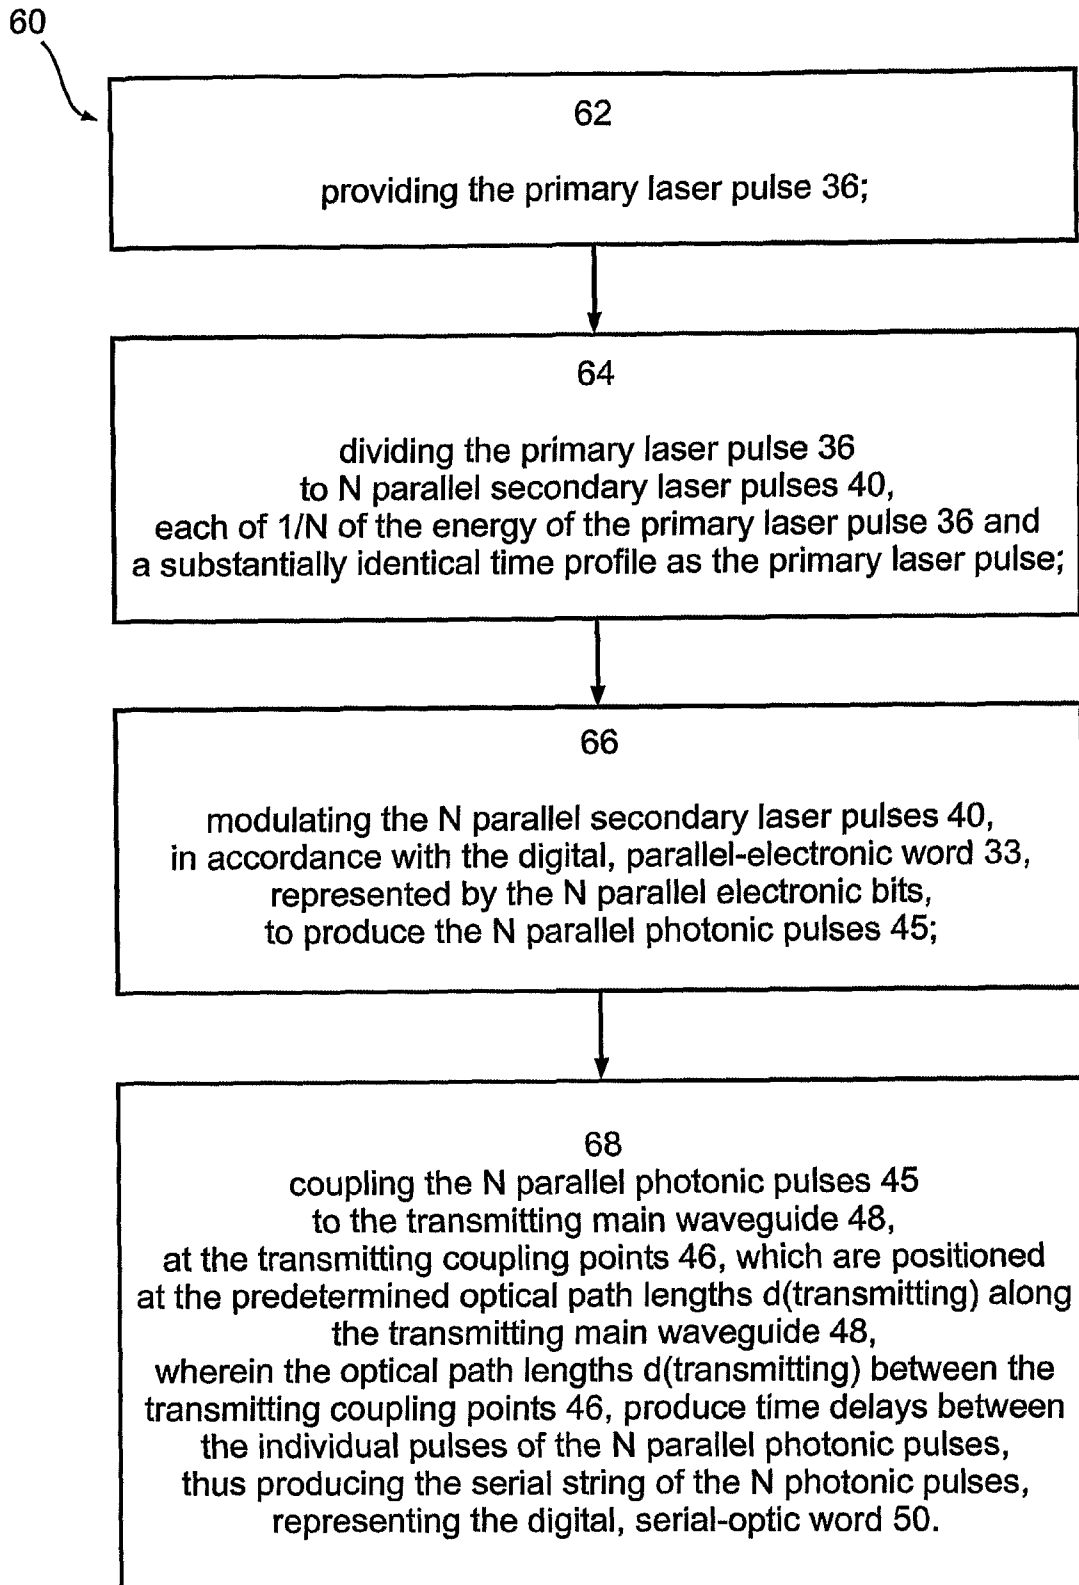 60
62
providing the primary laser pulse 36;
64
dividing the primary laser pulse 36
to N parallel secondary laser pulses 40,
each of 1/N of the energy of the primary laser pulse 36 and
a substantially identical time profile as the primary laser pulse;
66
modulating the N parallel secondary laser pulses 40,
in accordance with the digital, parallel-electronic word 33,
represented by the N parallel electronic bits,
to produce the N parallel photonic pulses 45;
68
coupling the N parallel photonic pulses 45
to the transmitting main waveguide 48,
at the transmitting coupling points 46, which are positioned
at the predetermined optical path lengths d(transmitting) along
the transmitting main waveguide 48,
wherein the optical path lengths d(transmitting) between the
transmitting coupling points 46, produce time delays between
the individual pulses of the N parallel photonic pulses,
thus producing the serial string of the N photonic pulses,
representing the digital, serial-optic word 50.